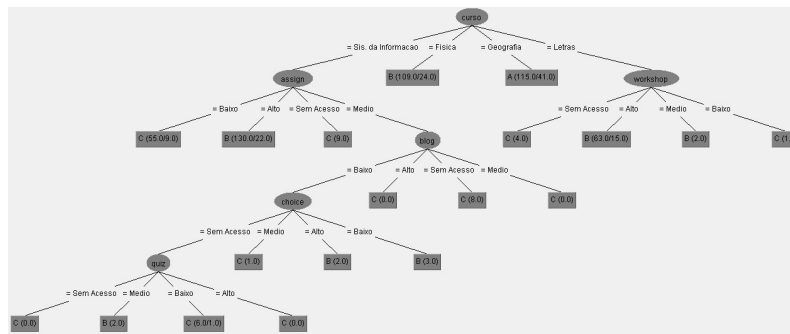 curso
= Sis. da Informacao = Fisica = Geografia = Letras
assign B (109.0/24.0) A (115.0/41.0) workshop
= Baixo = Alto = Sem Acesso = Medio = Sem Acesso = Alto = Medio = Baixo
C (55.0/9.0) B (130.0/22.0) C (9.0) blog C (4.0) B (63.0/15.0) B (2.0) C (1.
= Baixo = Alto = Sem Acesso = Medio
choice C (0.0) C (8.0) C (0.0)
= Sem Acesso = Medio = Alto = Baixo
quiz C (1.0) B (2.0) B (3.0)
= Sem Acesso = Medio = Baixo = Alto
C (0.0) B (2.0) C (6.0/1.0) C (0.0)